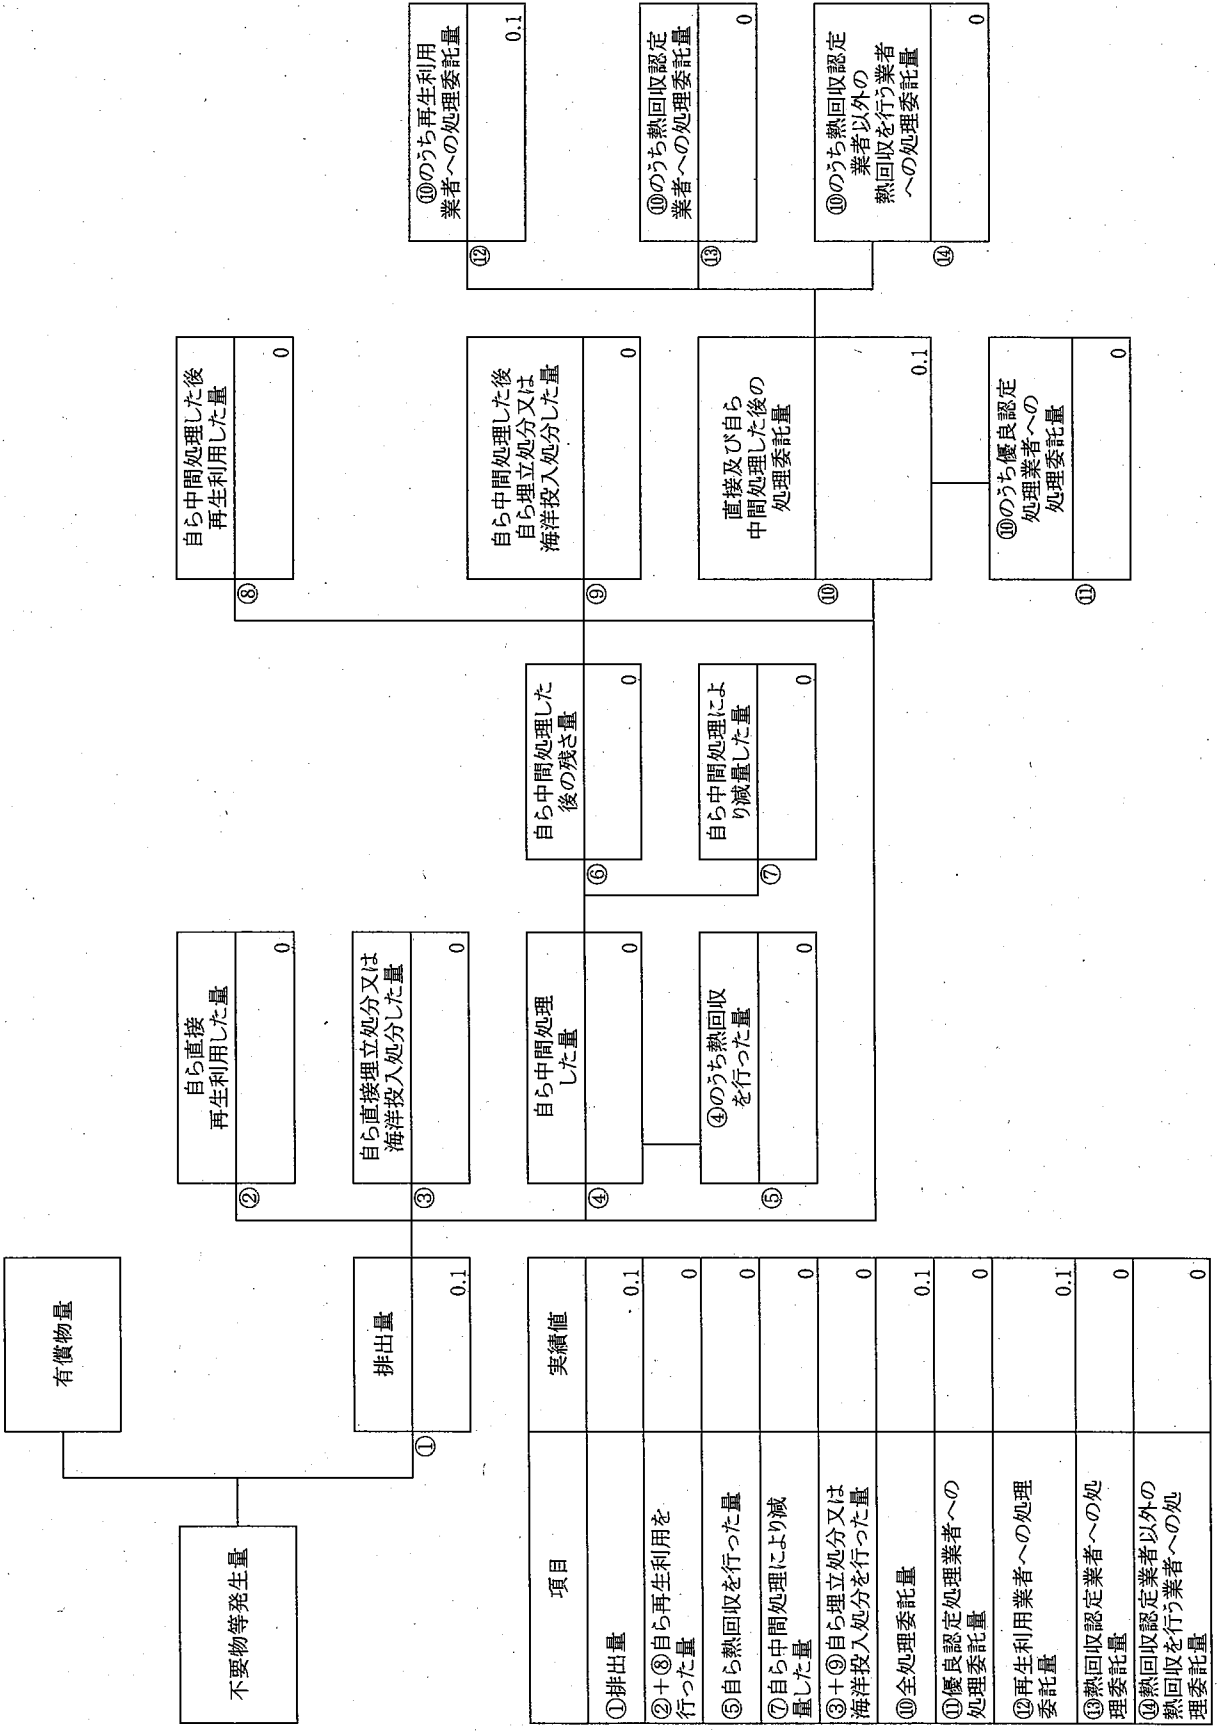 不要物等発生量
有償物量
①
排出量
0.1
②
自ら直接
再生利用した量
0
③
自ら直接埋立処分又は
海洋投入処分した量
0
④
自ら中間処理
した量
0
⑤
④のうち熱回収
を行った量
0
⑥
自ら中間処理した
後の残さ量
0
⑦
自ら中間処理によ
り減量した量
0
⑧
自ら中間処理した後
再生利用した量
0
⑨
自ら中間処理した後
自ら埋立処分又は
海洋投入処分した量
0
⑩
直接及び自ら
中間処理した後の
処理委託量
0.1
⑪
⑩のうち優良認定
処理業者への
処理委託量
0
⑫
⑩のうち再生利用
業者への処理委託量
0.1
⑬
⑩のうち熱回収認定
業者への処理委託量
0
⑭
⑩のうち熱回収認定
業者以外の
熱回収を行う業者
への処理委託量
0
項目
実績値
①排出量
0.1
②+⑧自ら再生利用を
行った量
0
⑤自ら熱回収を行った量
0
⑦自ら中間処理により減
量した量
0
③+⑨自ら埋立処分又は
海洋投入処分を行った量
0
⑩全処理委託量
0.1
⑪優良認定処理業者への
処理委託量
0
⑫再生利用業者への処理
委託量
0.1
⑬熱回収認定業者への処
理委託量
0
⑭熱回収認定業者以外の
熱回収を行う業者への処
理委託量
0